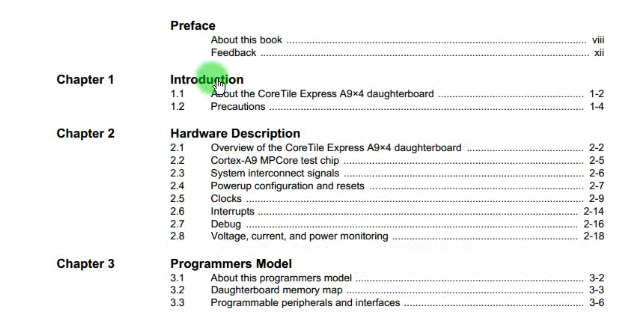 Preface
About this book ................................................................ viii
Feedback ................................................................ xii
Chapter 1 Introduction
1.1 About the CoreTile Express A9×4 daughterboard ................................ 1-2
1.2 Precautions ................................................................ 1-4
Chapter 2 Hardware Description
2.1 Overview of the CoreTile Express A9×4 daughterboard ................................ 2-2
2.2 Cortex-A9 MPCore test chip ................................................ 2-5
2.3 System interconnect signals ................................................ 2-6
2.4 Powerup configuration and resets ................................................ 2-7
2.5 Clocks ................................................................ 2-9
2.6 Interrupts ................................................................ 2-14
2.7 Debug ................................................................ 2-16
2.8 Voltage, current, and power monitoring ........................................ 2-18
Chapter 3 Programmers Model
3.1 About this programmers model ................................................ 3-2
3.2 Daughterboard memory map ................................................ 3-3
3.3 Programmable peripherals and interfaces ........................................ 3-6